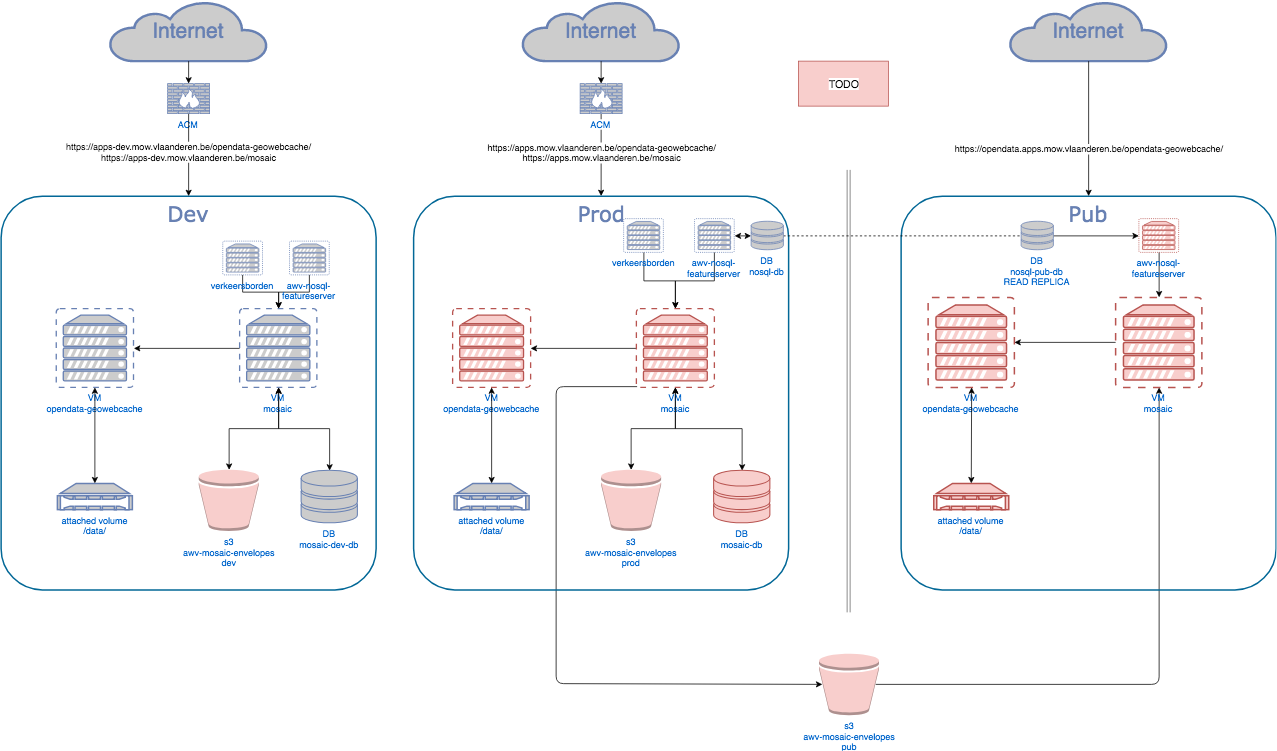 Internet
Internet
Internet
TODO
ACM
ACM
https://apps-dev.mow.vlaanderen.be/opendata-geowebcache/
https://apps-dev.mow.vlaanderen.be/mosaic
https://apps.mow.vlaanderen.be/opendata-geowebcache/
https://apps.mow.vlaanderen.be/mosaic
https://opendata.apps.mow.vlaanderen.be/opendata-geowebcache/
Dev
verkeersborden
awv-nosql-
featureserver
VM
opendata-geowebcache
VM
mosaic
attached volume
/data/
s3
awv-mosaic-envelopes
dev
DB
mosaic-dev-db
Prod
verkeersborden
awv-nosql-
featureserver
DB
nosql-db
VM
opendata-geowebcache
VM
mosaic
attached volume
/data/
s3
awv-mosaic-envelopes
prod
DB
mosaic-db
Pub
DB
nosql-pub-db
READ REPLICA
awv-nosql-
featureserver
VM
opendata-geowebcache
VM
mosaic
attached volume
/data/
s3
awv-mosaic-envelopes
pub